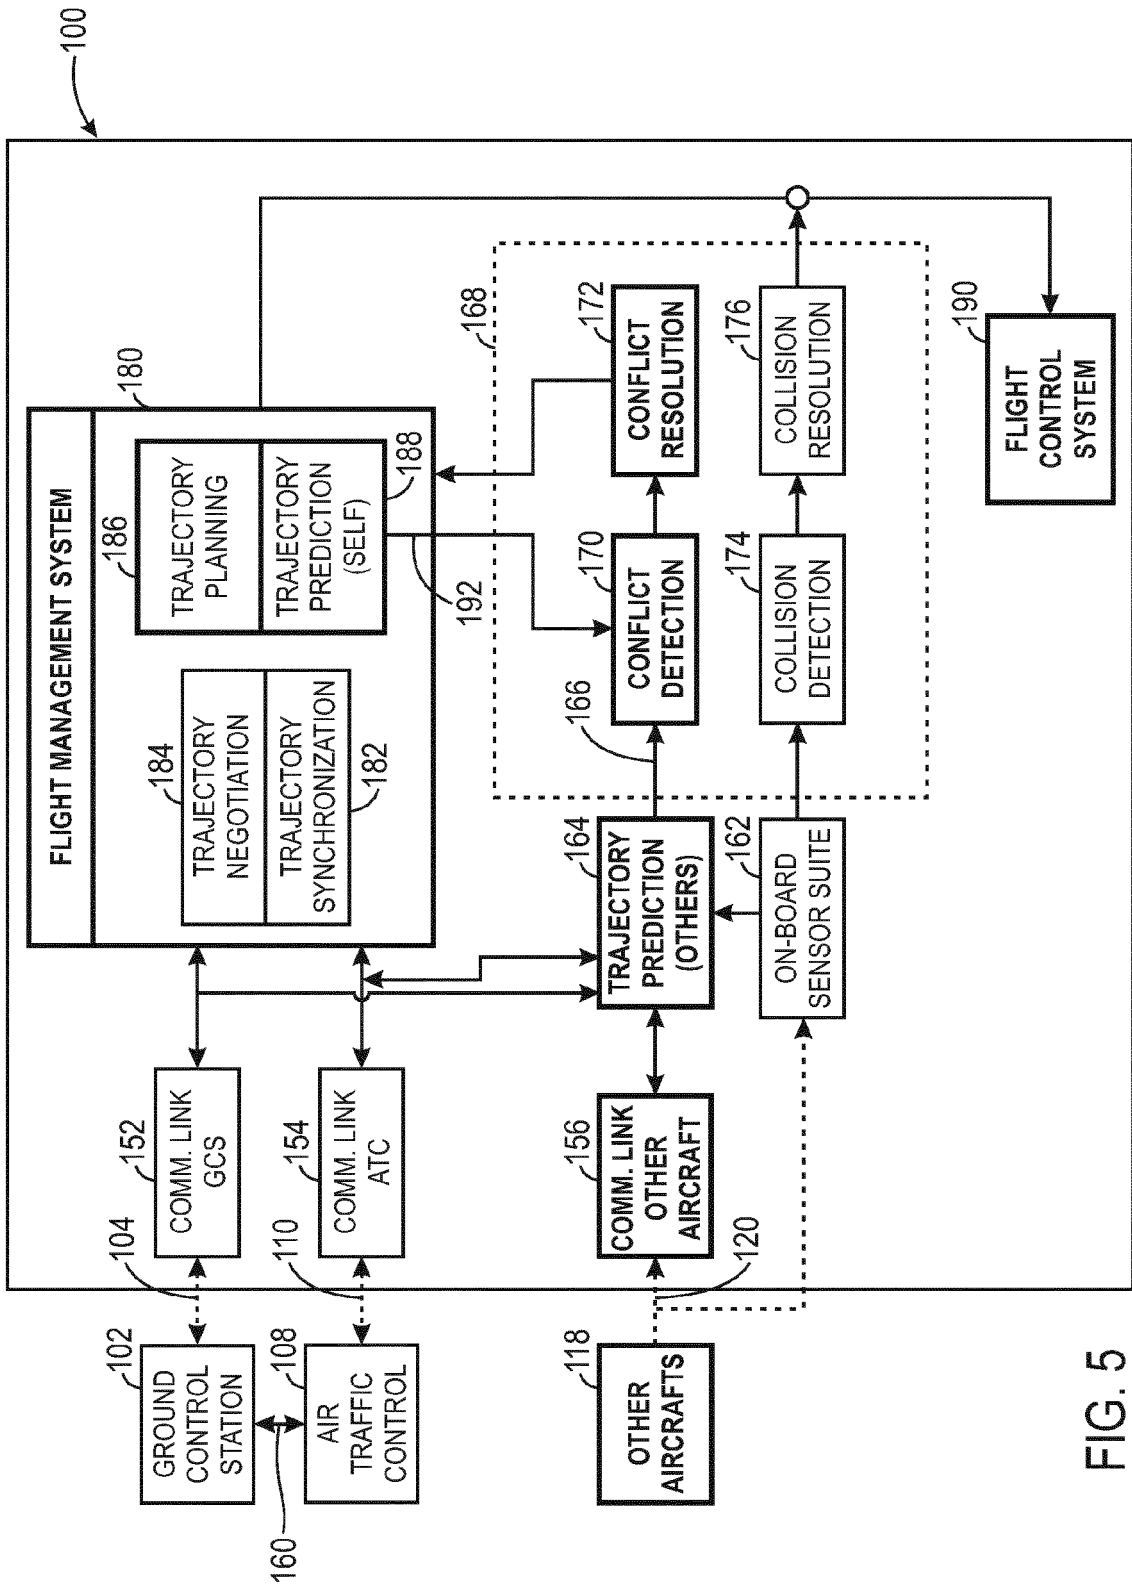 100
FLIGHT MANAGEMENT SYSTEM
180
184
TRAJECTORY
NEGOTIATION
TRAJECTORY
SYNCHRONIZATION
182
186
TRAJECTORY
PLANNING
TRAJECTORY
PREDICTION
(SELF)
188
192
102
GROUND
CONTROL
STATION
104
152
COMM. LINK
GCS
160
108
AIR
TRAFFIC
CONTROL
110
154
COMM. LINK
ATC
118
OTHER
AIRCRAFTS
120
156
COMM. LINK
OTHER
AIRCRAFT
164
TRAJECTORY
PREDICTION
(OTHERS)
166
168
170
CONFLICT
DETECTION
172
CONFLICT
RESOLUTION
162
ON-BOARD
SENSOR SUITE
174
COLLISION
DETECTION
176
COLLISION
RESOLUTION
190
FLIGHT
CONTROL
SYSTEM
FIG. 5